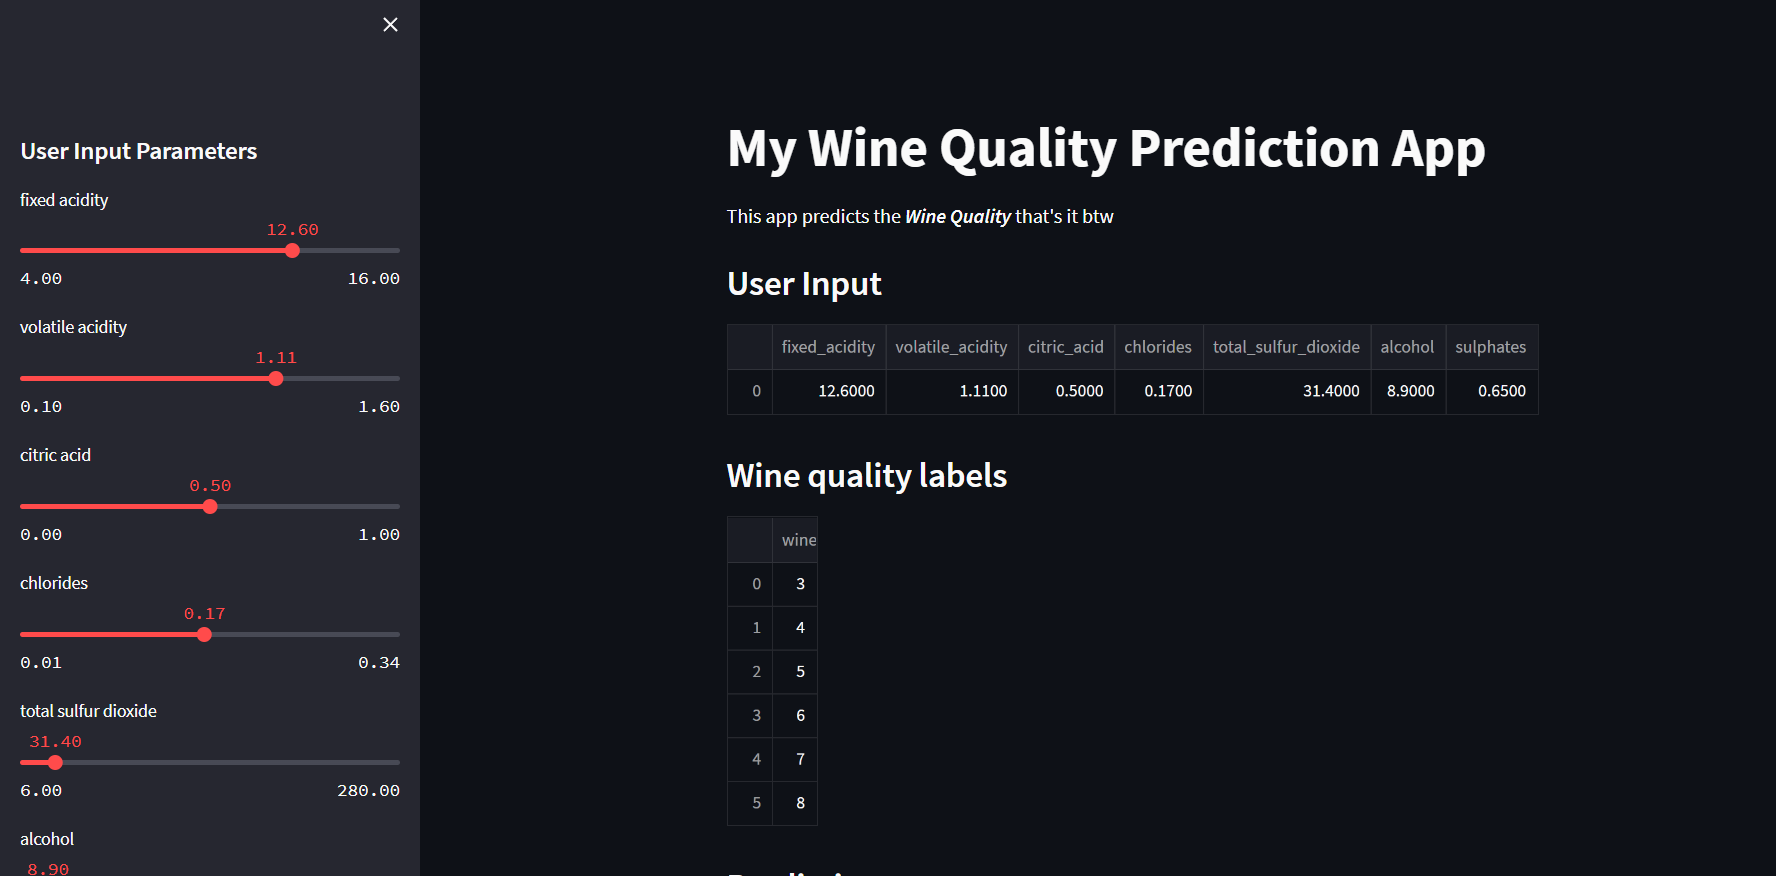 User Input Parameters
fixed acidity
12.60
4.00 16.00
volatile acidity
1.11
0.10 1.60
citric acid
0.50
0.00 1.00
chlorides
0.17
0.01 0.34
total sulfur dioxide
31.40
6.00 280.00
alcohol
8.90
My Wine Quality Prediction App
This app predicts the Wine Quality that's it btw
User Input
fixed_acidity volatile_acidity citric_acid chlorides total_sulfur_dioxide alcohol sulphates
0 12.6000 1.1100 0.5000 0.1700 31.4000 8.9000 0.6500
Wine quality labels
wine
0 3
1 4
2 5
3 6
4 7
5 8